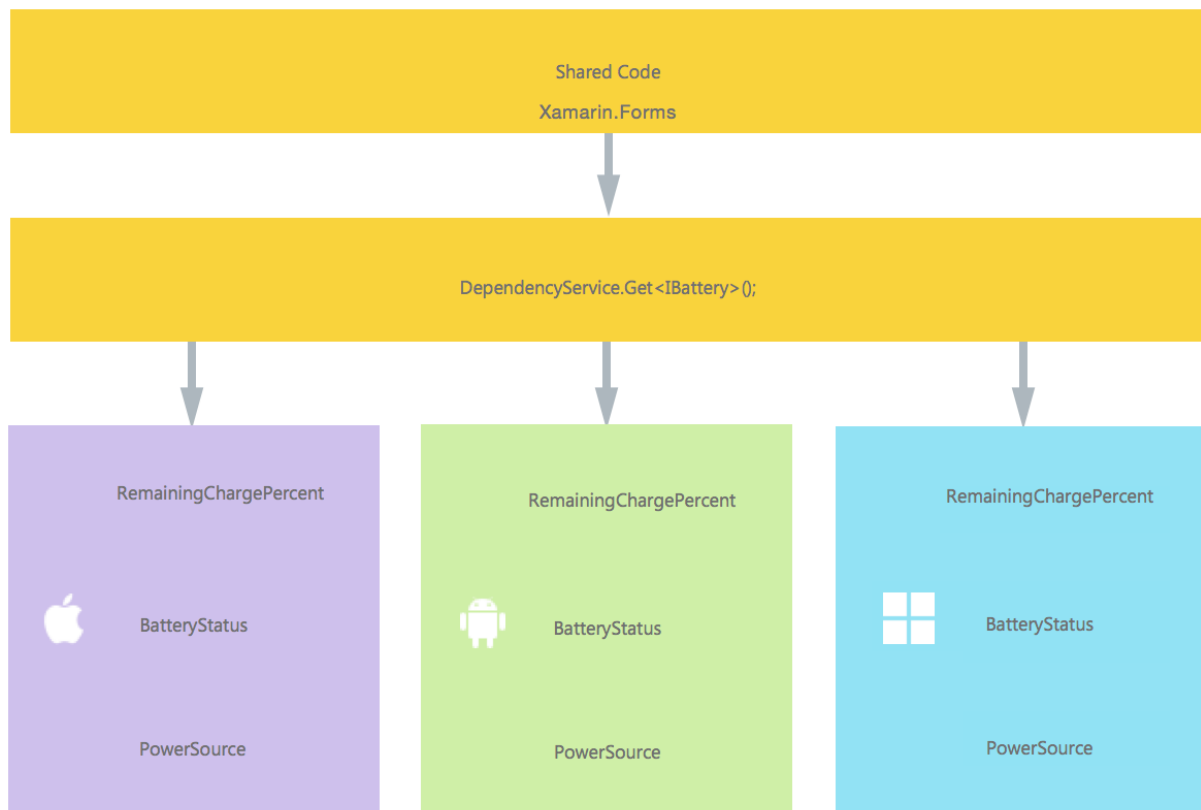 Shared Code
Xamarin.Forms
DependencyService.Get<IBattery>();
RemainingChargePercent
BatteryStatus
PowerSource
RemainingChargePercent
BatteryStatus
PowerSource
RemainingChargePercent
BatteryStatus
PowerSource